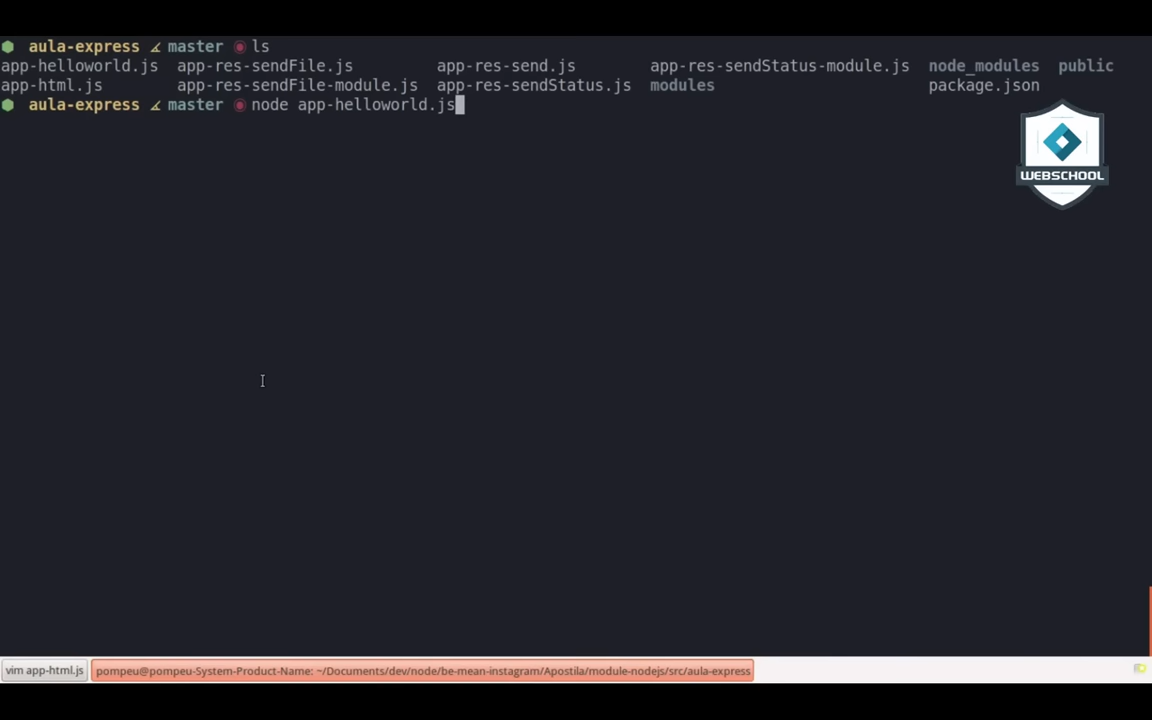 aula-express master ls
app-helloworld.js app-res-sendFile.js app-res-send.js app-res-sendStatus-module.js node_modules public
app-html.js app-res-sendFile-module.js app-res-sendStatus.js modules package.json
aula-express master node app-helloworld.js
WEBSCHOOL
vim app-html.js pompeu@pompeu-System-Product-Name: ~/Documents/dev/node/be-mean-instagram/Apostila/module-nodejs/src/aula-express